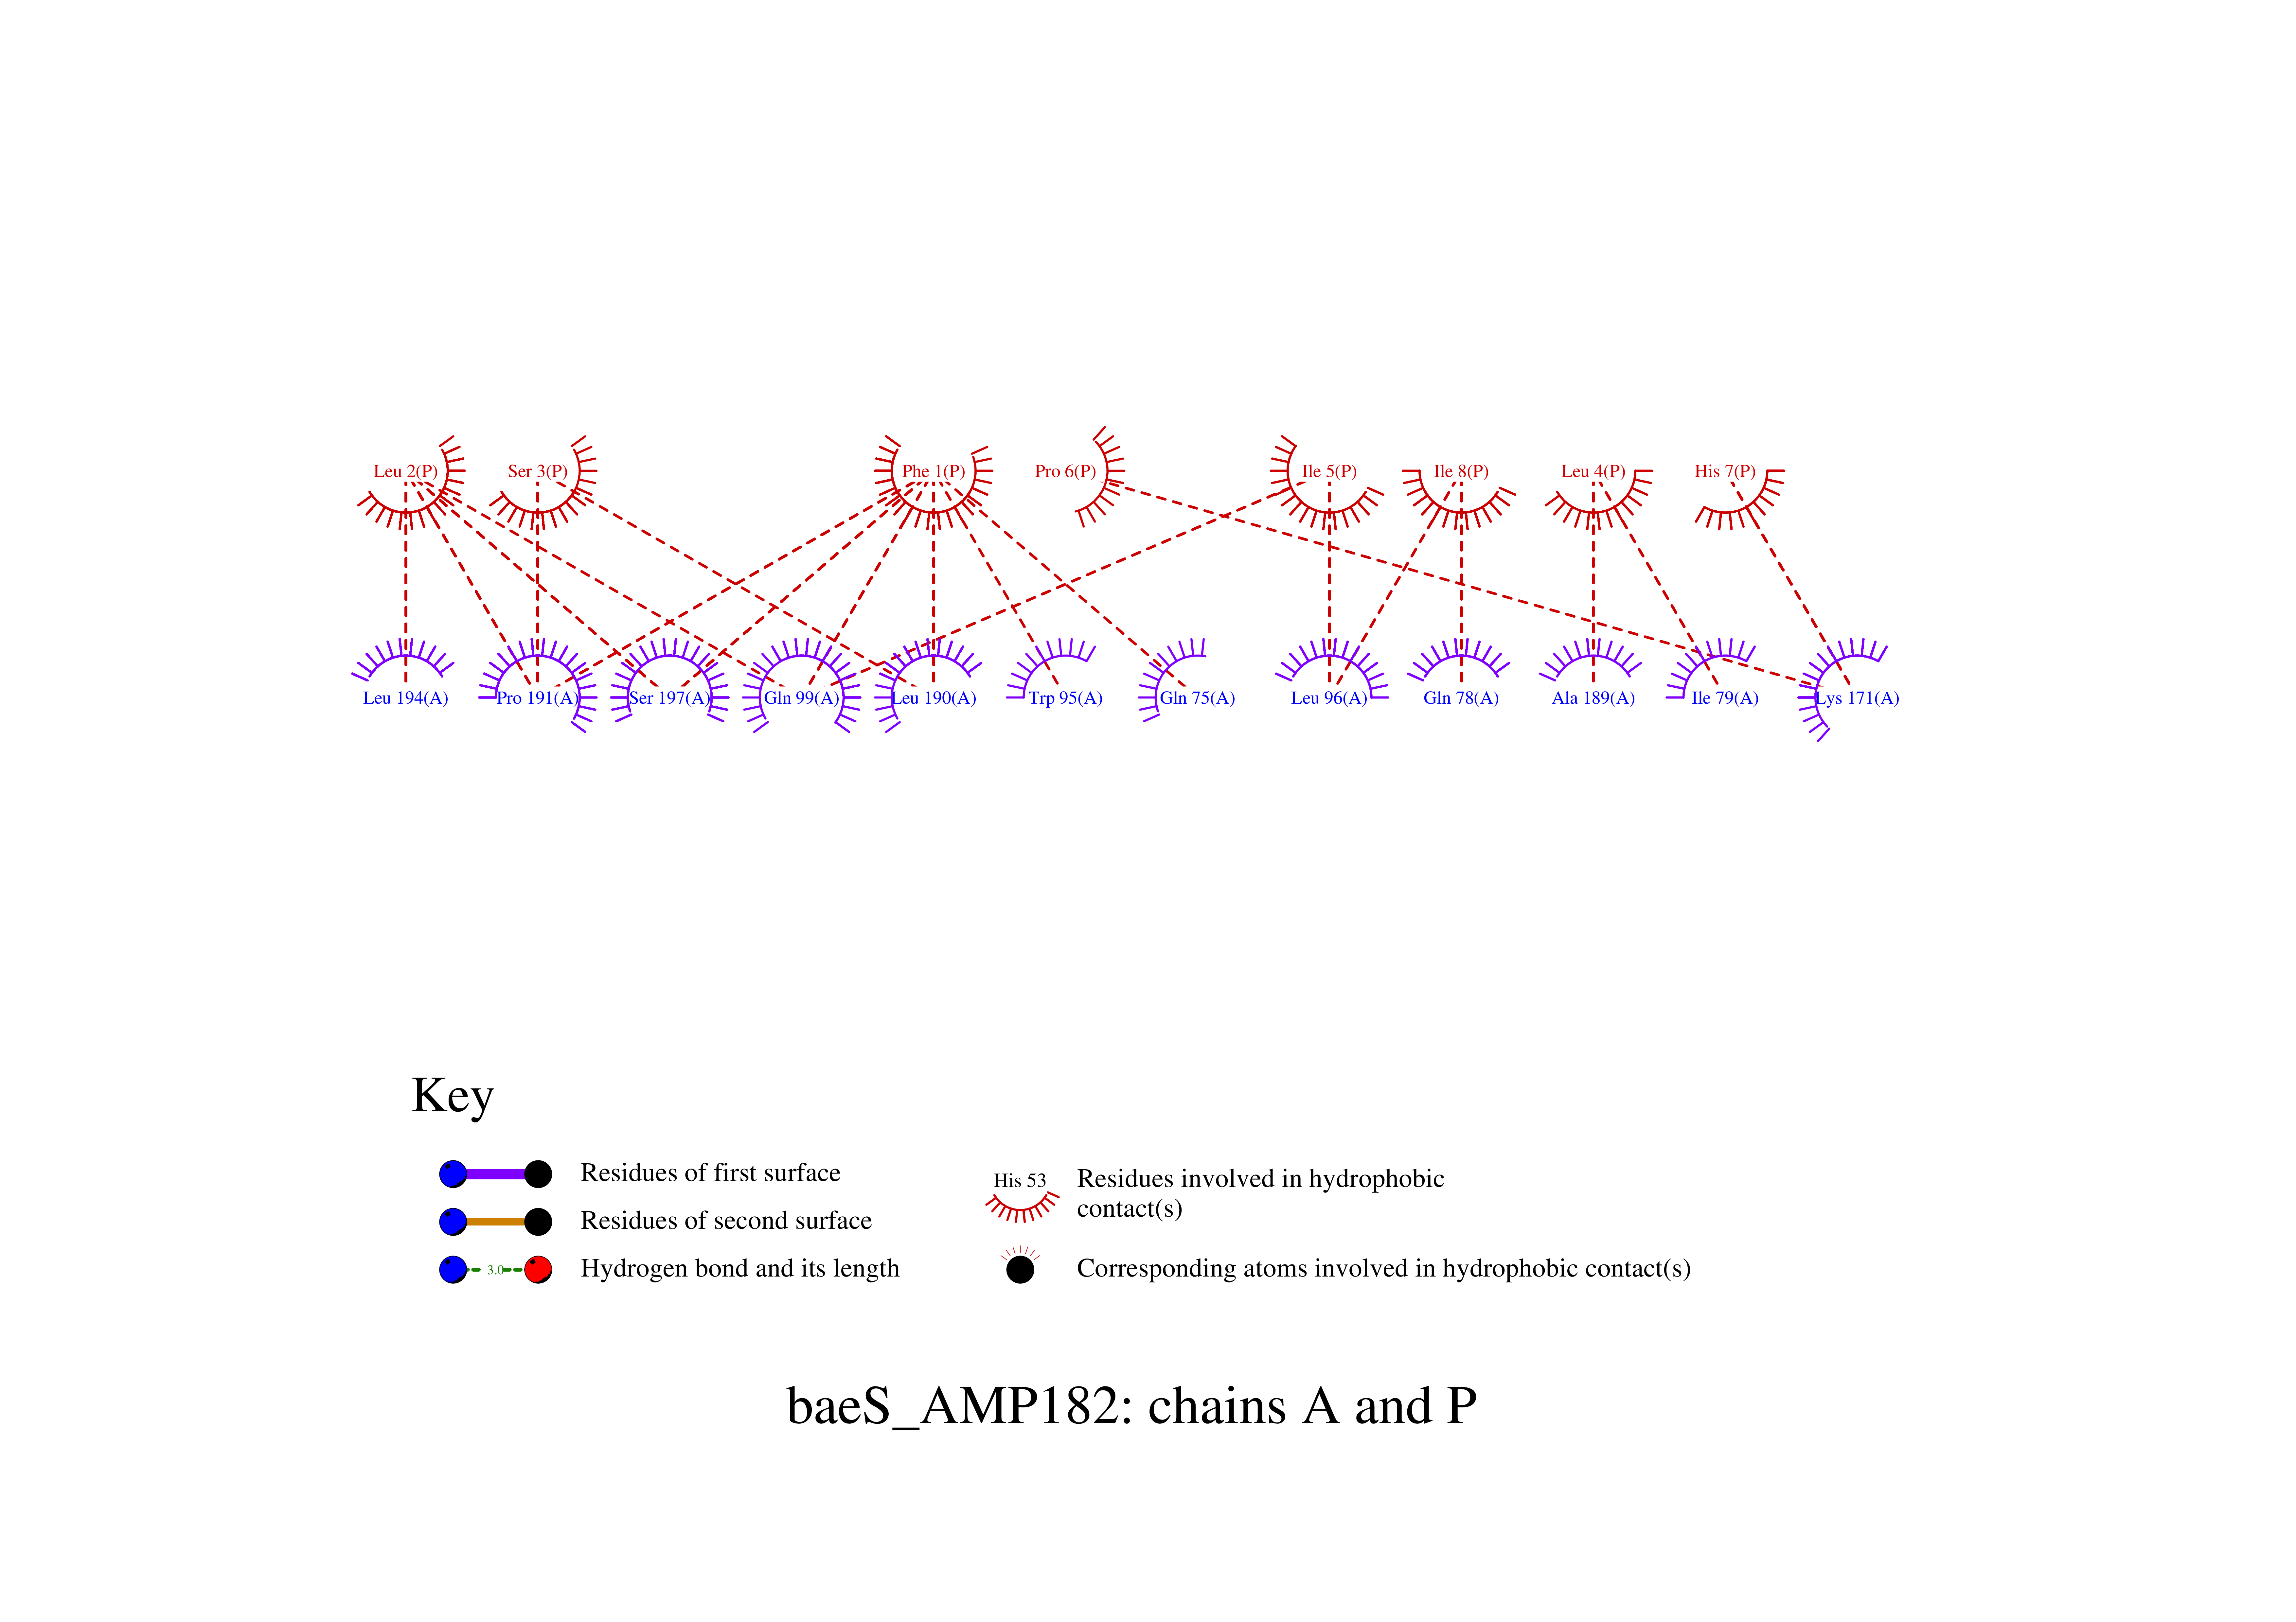 Leu 2(P) Ser 3(P) Phe 1(P) Pro 6(P) Ile 5(P) Ile 8(P) Leu 4(P) His 7(P)
Leu 194(A) Pro 191(A) Ser 197(A) Gln 99(A) Leu 190(A) Trp 95(A) Gln 75(A) Leu 96(A) Gln 78(A) Ala 189(A) Ile 79(A) Lys 171(A)
Key
Residues of first surface
Residues of second surface
3.0 Hydrogen bond and its length
His 53 Residues involved in hydrophobic
contact(s)
Corresponding atoms involved in hydrophobic contact(s)
baeS_AMP182: chains A and P